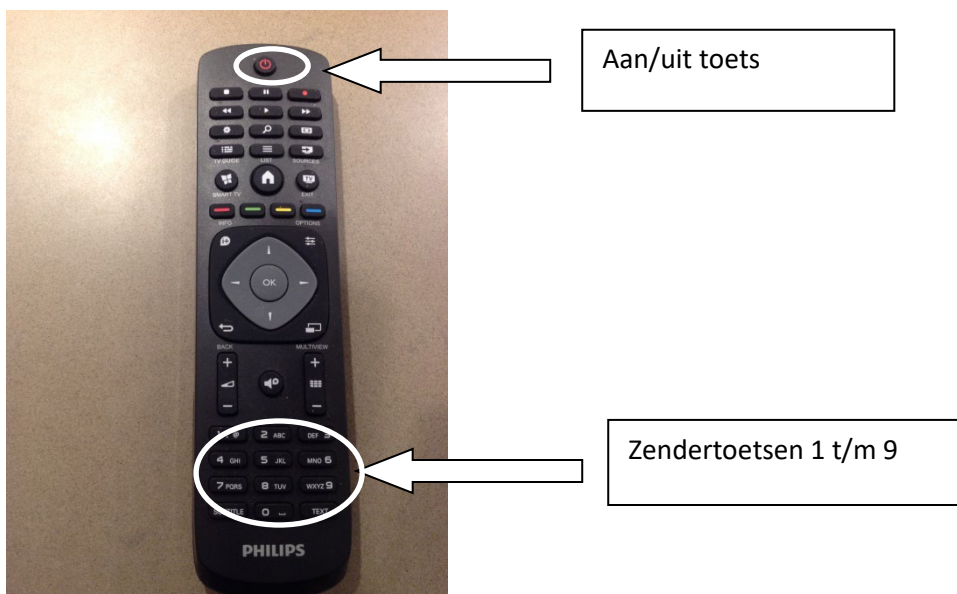 Aan/uit toets
TV GUIDE LIST SOURCES
SMART TV TV EXIT
INFO OPTIONS
OK
BACK MULTIVIEW
2 ABC DEF 3
4 GHI 5 JKL MNO 6
7 PQRS 8 TUV WXYZ 9
0 TEXT
PHILIPS
Zendertoetsen 1 t/m 9